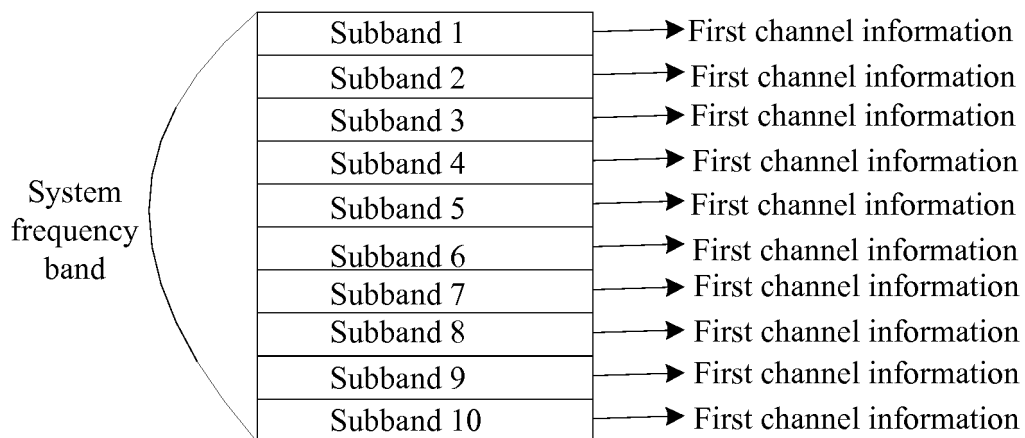 System
frequency
band
Subband 1 First channel information
Subband 2 First channel information
Subband 3 First channel information
Subband 4 First channel information
Subband 5 First channel information
Subband 6 First channel information
Subband 7 First channel information
Subband 8 First channel information
Subband 9 First channel information
Subband 10 First channel information